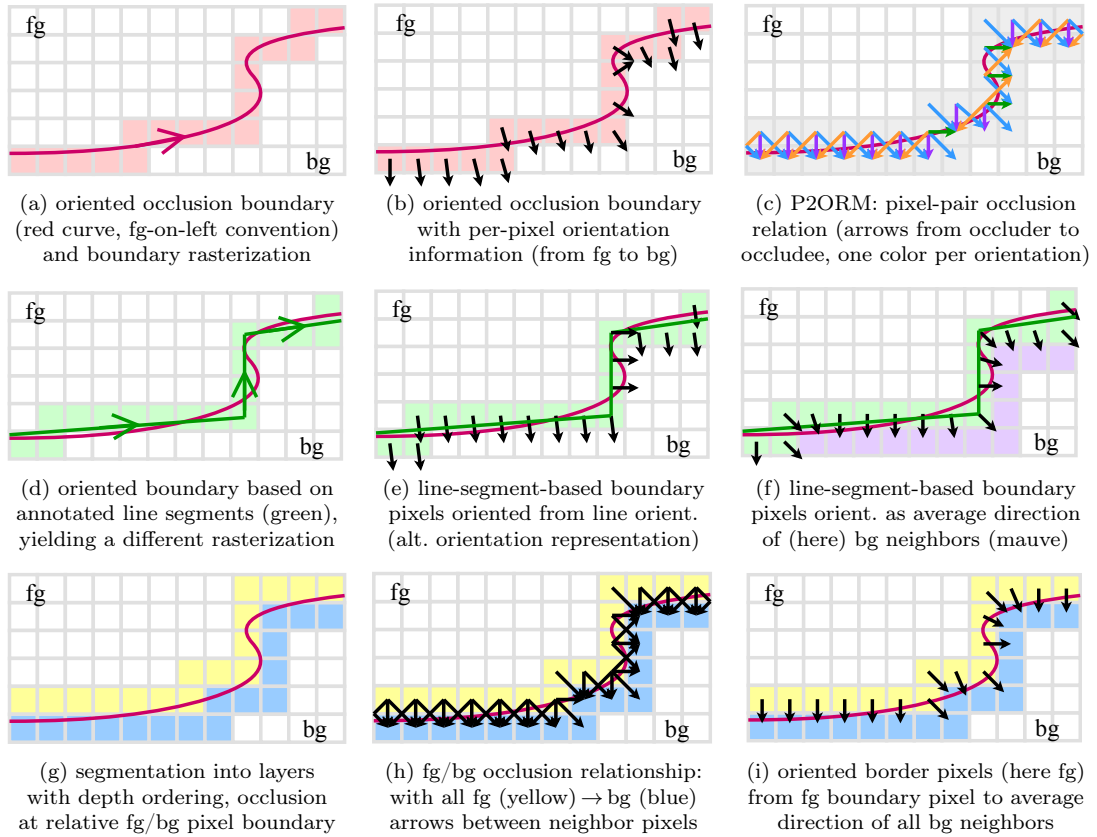 fg
bg
fg
bg
fg
bg
(a) oriented occlusion boundary
(red curve, fg-on-left convention)
and boundary rasterization
(b) oriented occlusion boundary
with per-pixel orientation
information (from fg to bg)
(c) P2ORM: pixel-pair occlusion
relation (arrows from occluder to
occludee, one color per orientation)
fg
bg
fg
bg
fg
bg
(d) oriented boundary based on
annotated line segments (green),
yielding a different rasterization
(e) line-segment-based boundary
pixels oriented from line orient.
(alt. orientation representation)
(f) line-segment-based boundary
pixels orient. as average direction
of (here) bg neighbors (mauve)
fg
bg
fg
bg
fg
bg
(g) segmentation into layers
with depth ordering, occlusion
at relative fg/bg pixel boundary
(h) fg/bg occlusion relationship:
with all fg (yellow) → bg (blue)
arrows between neighbor pixels
(i) oriented border pixels (here fg)
from fg boundary pixel to average
direction of all bg neighbors